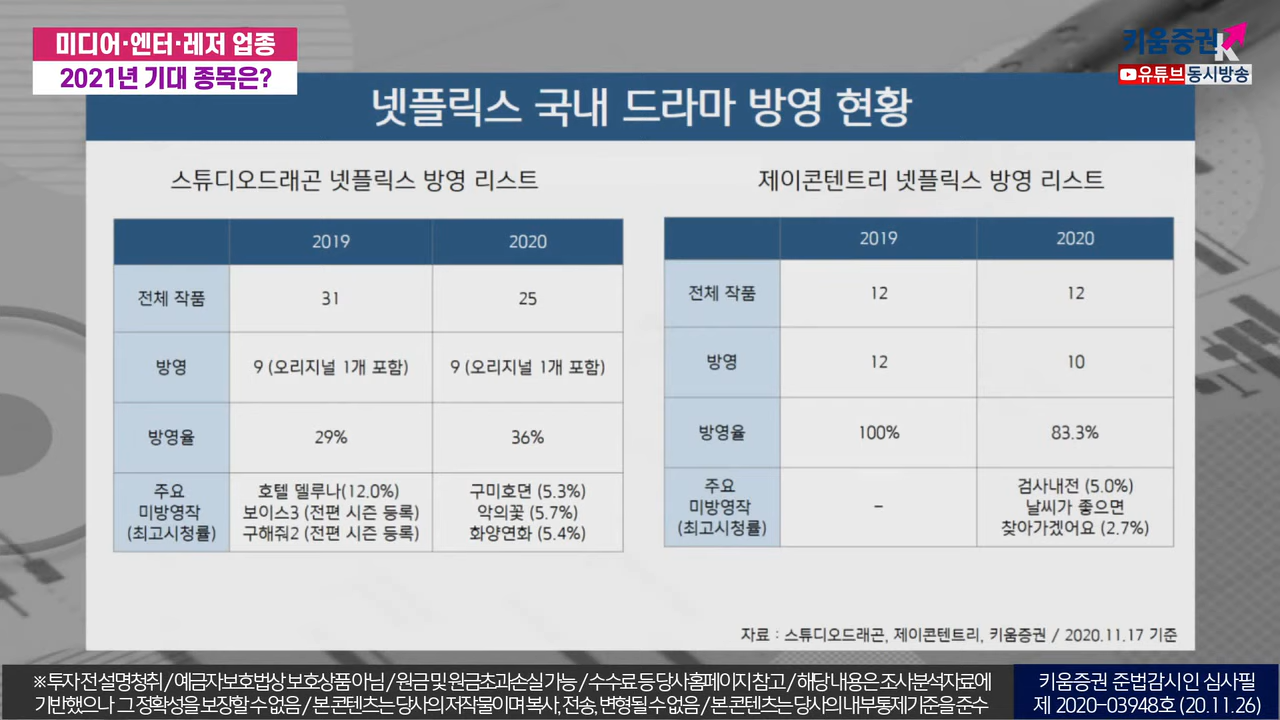 미디어·엔터·레저 업종
2021년 기대 종목은?
키움증권
유튜브 동시방송
넷플릭스 국내 드라마 방영 현황
스튜디오드래곤 넷플릭스 방영 리스트
2019 2020
전체 작품 31 25
방영 9 (오리지널 1개 포함) 9 (오리지널 1개 포함)
방영율 29% 36%
주요 호텔 델루나(12.0%) 구미호뎐 (5.3%)
미방영작 보이스3 (전편 시즌 등록) 악의꽃 (5.7%)
(최고시청률) 구해줘2 (전편 시즌 등록) 화양연화 (5.4%)
제이콘텐트리 넷플릭스 방영 리스트
2019 2020
전체 작품 12 12
방영 12 10
방영율 100% 83.3%
주요 검사내전 (5.0%)
미방영작 – 날씨가 좋으면
(최고시청률) 찾아가겠어요 (2.7%)
자료 : 스튜디오드래곤, 제이콘텐트리, 키움증권 / 2020.11.17 기준
※ 투자 전 설명청취 / 예금자보호법상 보호상품 아님 / 원금 및 원금초과손실 가능 / 수수료 등 당사홈페이지 참고 / 해당 내용은 조사분석자료에
기반했으나 그 정확성을 보장할 수 없음 / 본 콘텐츠는 당사의 저작물이며 복사, 전송, 변형될 수 없음 / 본 콘텐츠는 당사의 내부통제기준을 준수
키움증권 준법감시인 심사필
제 2020-03948호 (20.11.26)